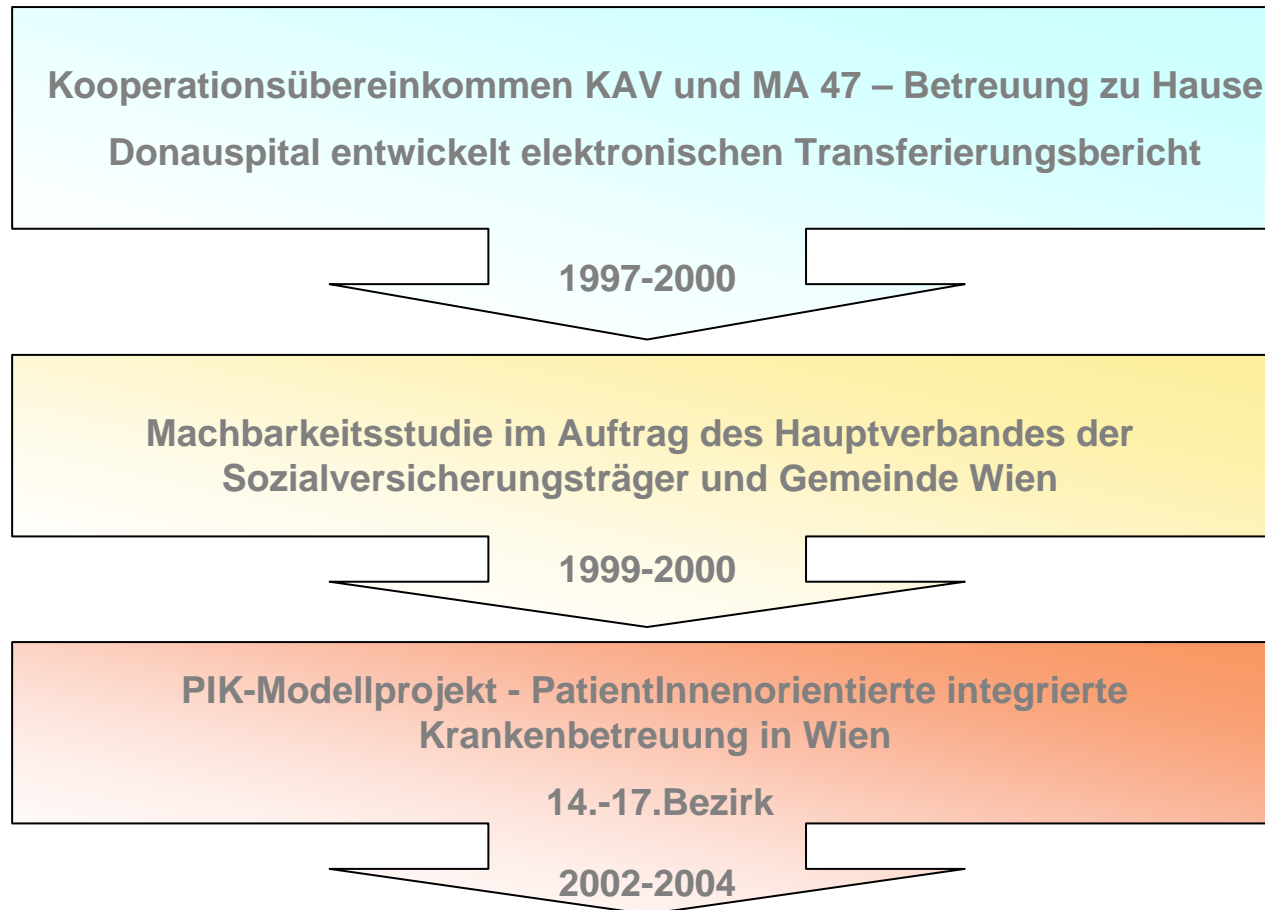 Kooperationsübereinkommen KAV und MA 47 – Betreuung zu Hause
Donauspital entwickelt elektronischen Transferierungsbericht
1997-2000
Machbarkeitsstudie im Auftrag des Hauptverbandes der
Sozialversicherungsträger und Gemeinde Wien
1999-2000
PIK-Modellprojekt - PatientInnenorientierte integrierte
Krankenbetreuung in Wien
14.-17.Bezirk
2002-2004